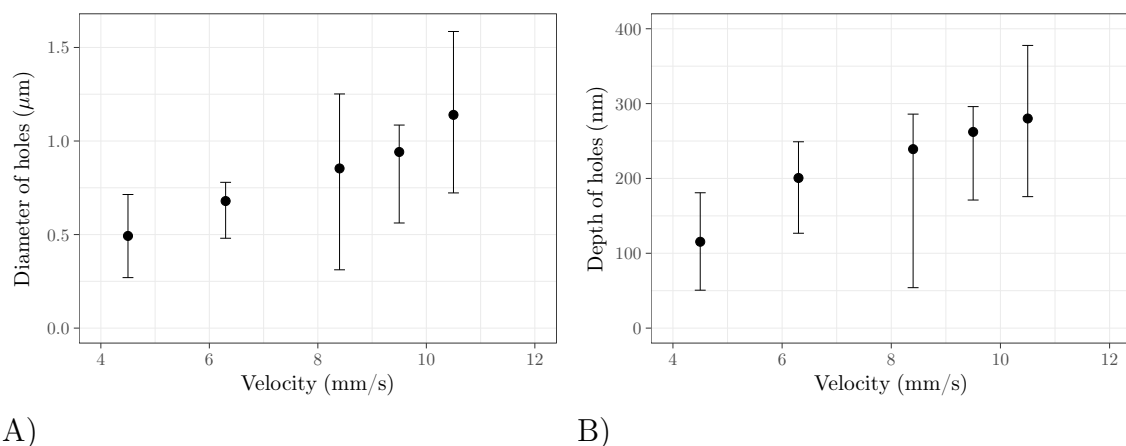 1.5
1.0
0.5
0.0
Diameter of holes (μm)
4 6 8 10 12
Velocity (mm/s)
A)
400
300
200
100
0
Depth of holes (nm)
4 6 8 10 12
Velocity (mm/s)
B)